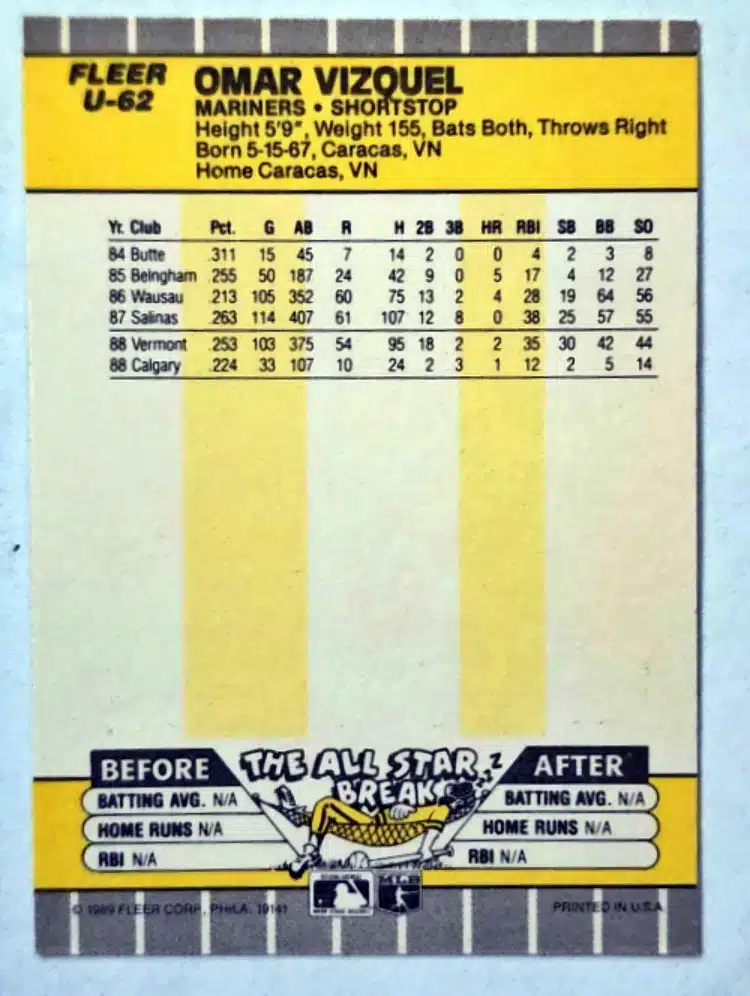 FLEER
U-62
OMAR VIZQUEL
MARINERS • SHORTSTOP
Height 5'9", Weight 155, Bats Both, Throws Right
Born 5-15-67, Caracas, VN
Home Caracas, VN
Yr. Club Pct. G AB R H 2B 3B HR RBI SB BB SO
84 Butte .311 15 45 7 14 2 0 0 4 2 3 8
85 Belngham .255 50 187 24 42 9 0 5 17 4 12 27
86 Wausau .213 105 352 60 75 13 2 4 28 19 64 56
87 Salinas .263 114 407 61 107 12 8 0 38 25 57 55
88 Vermont .253 103 375 54 95 18 2 2 35 30 42 44
88 Calgary .224 33 107 10 24 2 3 1 12 2 5 14
BEFORE THE ALL STAR BREAK ZZZ AFTER
BATTING AVG. N/A BATTING AVG. N/A
HOME RUNS N/A HOME RUNS N/A
RBI N/A RBI N/A
MLB
© 1989 FLEER CORP., PHILA. 19141 PRINTED IN U.S.A.